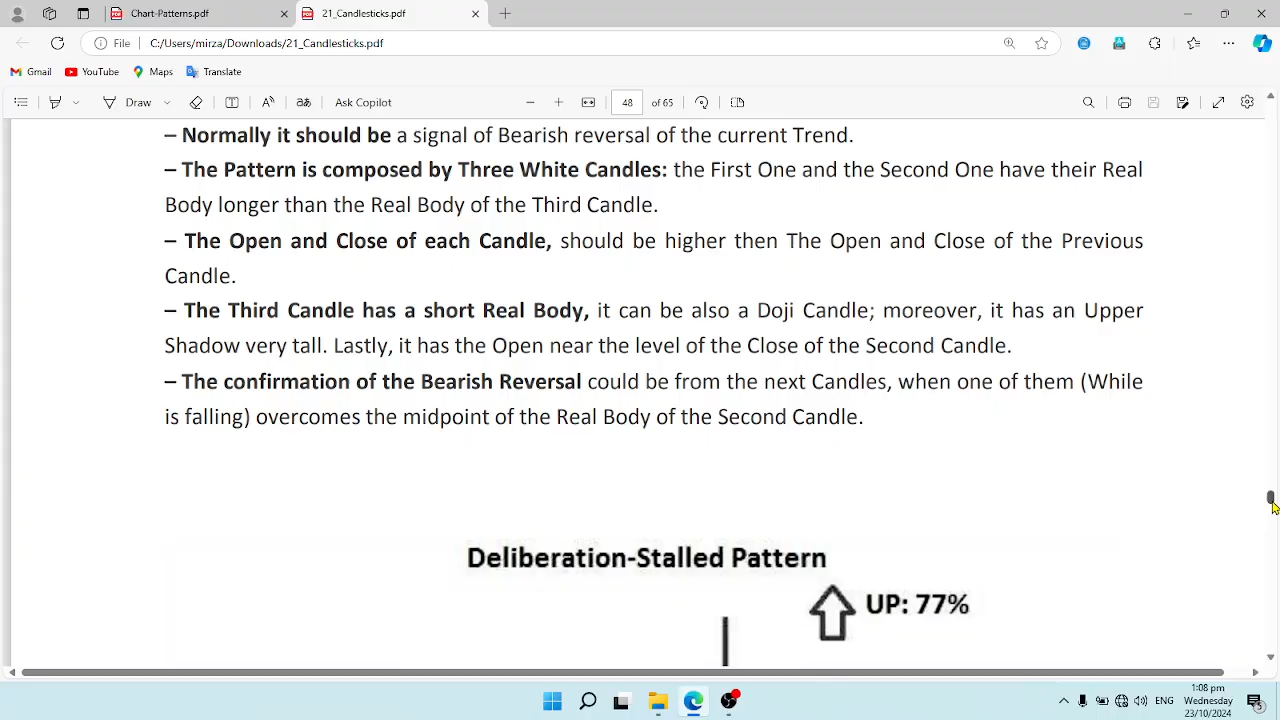 Chart-Patterns.pdf
21_Candlesticks.pdf
File
C:/Users/mirza/Downloads/21_Candlesticks.pdf
Gmail
YouTube
Maps
Translate
Draw
Ask Copilot
48 of 65
– Normally it should be a signal of Bearish reversal of the current Trend.
– The Pattern is composed by Three White Candles: the First One and the Second One have their Real
Body longer than the Real Body of the Third Candle.
– The Open and Close of each Candle, should be higher then The Open and Close of the Previous
Candle.
– The Third Candle has a short Real Body, it can be also a Doji Candle; moreover, it has an Upper
Shadow very tall. Lastly, it has the Open near the level of the Close of the Second Candle.
– The confirmation of the Bearish Reversal could be from the next Candles, when one of them (While
is falling) overcomes the midpoint of the Real Body of the Second Candle.
Deliberation-Stalled Pattern
UP: 77%
ENG
1:08 pm
Wednesday
23/10/2024